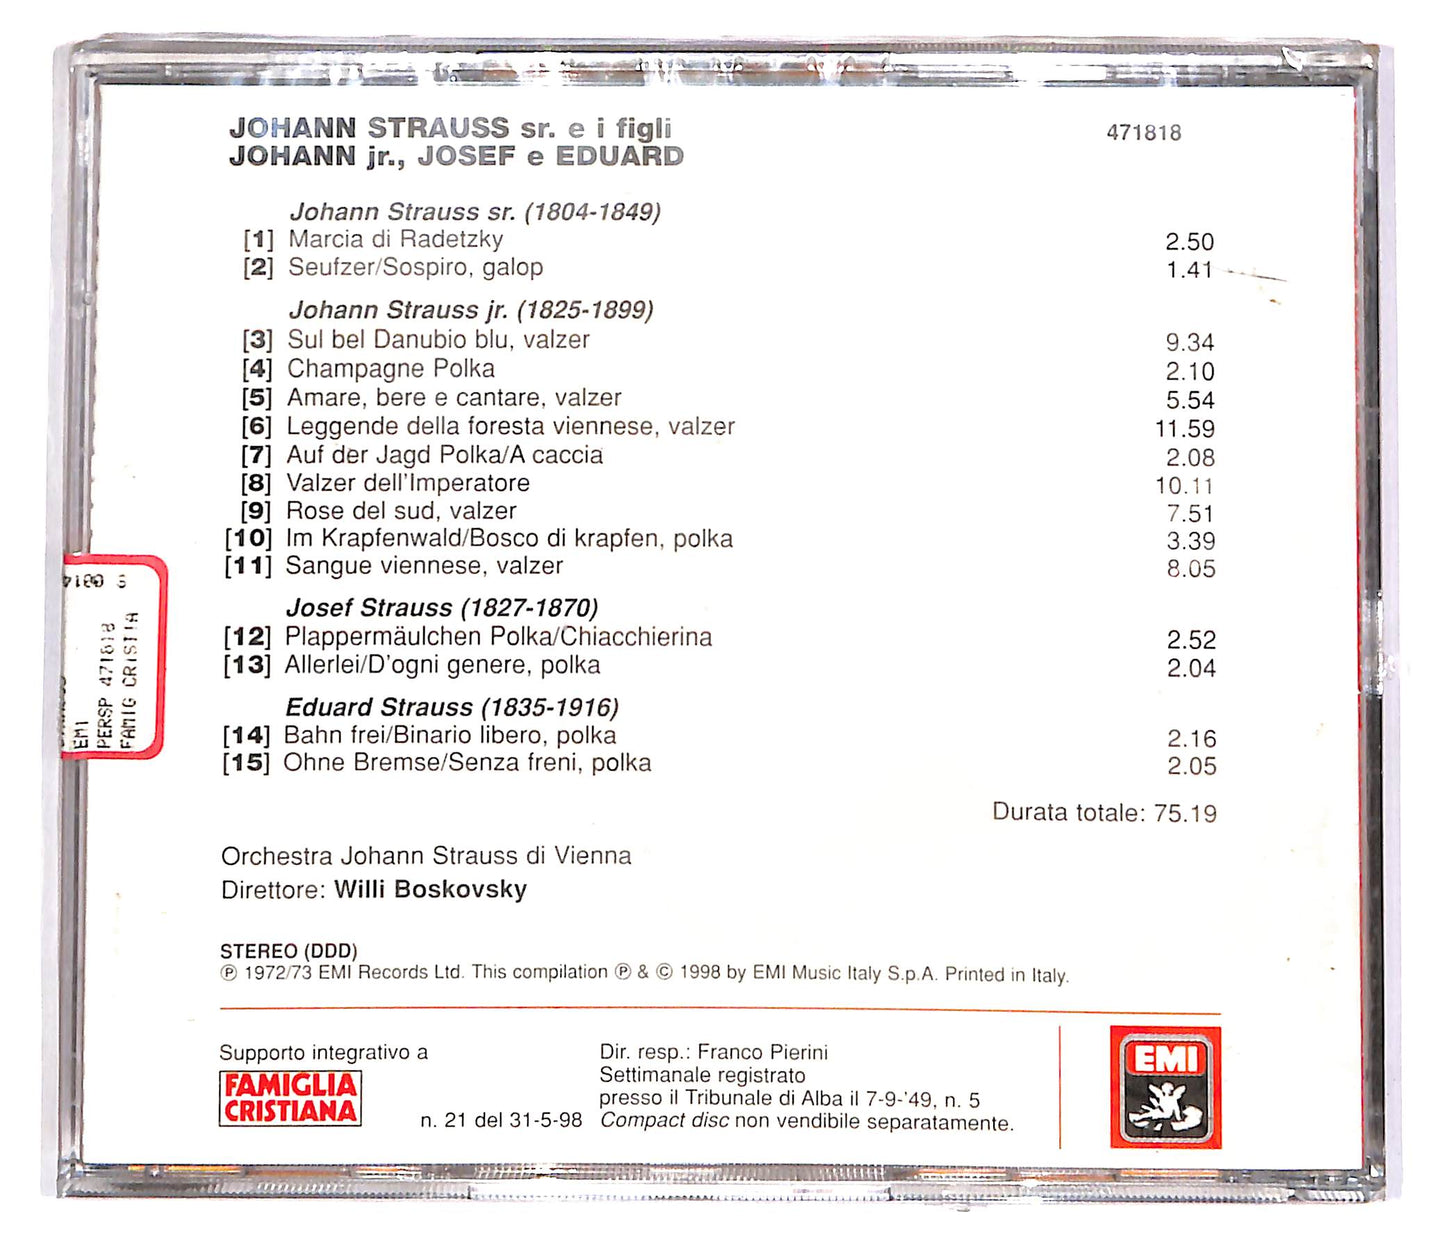 JOHANN STRAUSS sr. e i figli
JOHANN jr., JOSEF e EDUARD
471818
Johann Strauss sr. (1804-1849)
[1] Marcia di Radetzky 2.50
[2] Seufzer/Sospiro, galop 1.41
Johann Strauss jr. (1825-1899)
[3] Sul bel Danubio blu, valzer 9.34
[4] Champagne Polka 2.10
[5] Amare, bere e cantare, valzer 5.54
[6] Leggende della foresta viennese, valzer 11.59
[7] Auf der Jagd Polka/A caccia 2.08
[8] Valzer dell'Imperatore 10.11
[9] Rose del sud, valzer 7.51
[10] Im Krapfenwald/Bosco di krapfen, polka 3.39
[11] Sangue viennese, valzer 8.05
Josef Strauss (1827-1870)
[12] Plappermäulchen Polka/Chiacchierina 2.52
[13] Allerlei/D'ogni genere, polka 2.04
Eduard Strauss (1835-1916)
[14] Bahn frei/Binario libero, polka 2.16
[15] Ohne Bremse/Senza freni, polka 2.05
Durata totale: 75.19
Orchestra Johann Strauss di Vienna
Direttore: Willi Boskovsky
STEREO (DDD)
℗ 1972/73 EMI Records Ltd. This compilation ℗ & © 1998 by EMI Music Italy S.p.A. Printed in Italy.
Supporto integrativo a
FAMIGLIA
CRISTIANA
n. 21 del 31-5-98
Dir. resp.: Franco Pierini
Settimanale registrato
presso il Tribunale di Alba il 7-9-'49, n. 5
Compact disc non vendibile separatamente.
EMI
EMI
PERSP 471818
FAMIG CRISTIA